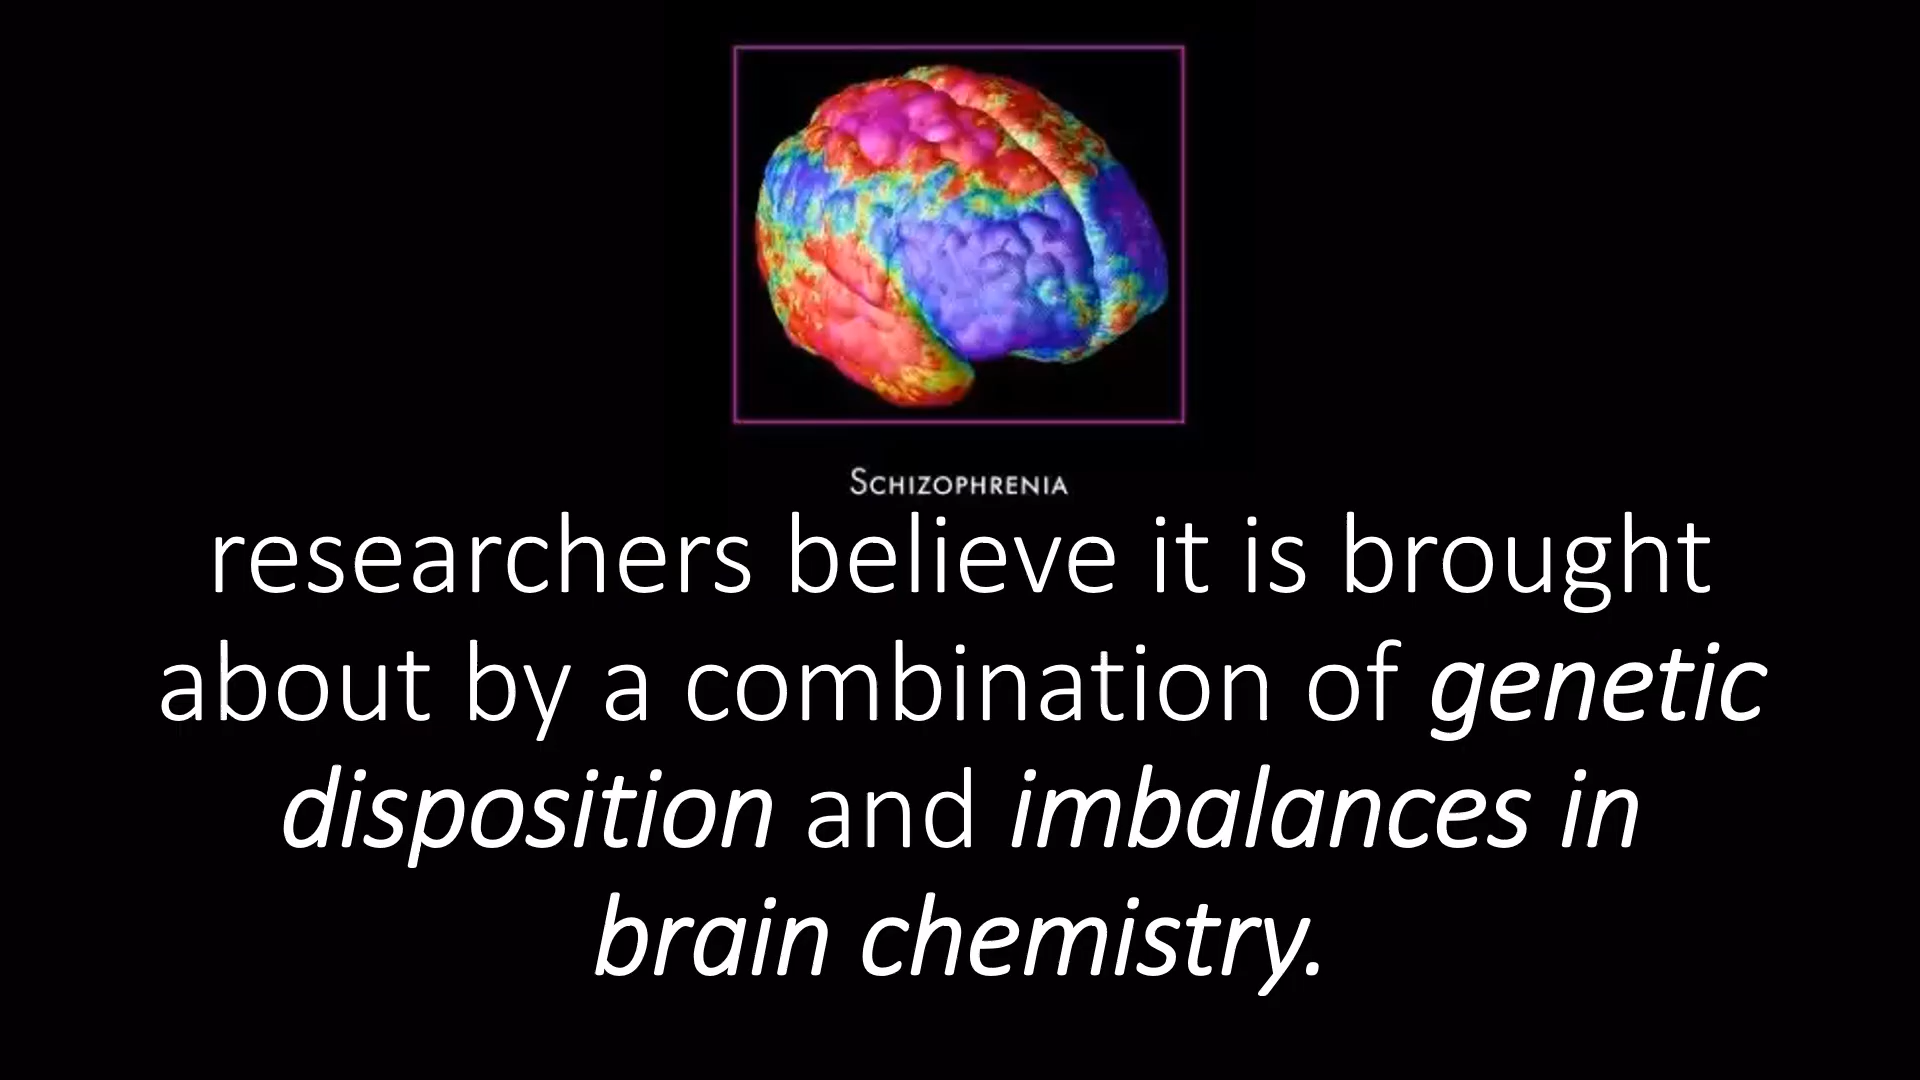 Schizophrenia
researchers believe it is brought
about by a combination of genetic
disposition and imbalances in
brain chemistry.